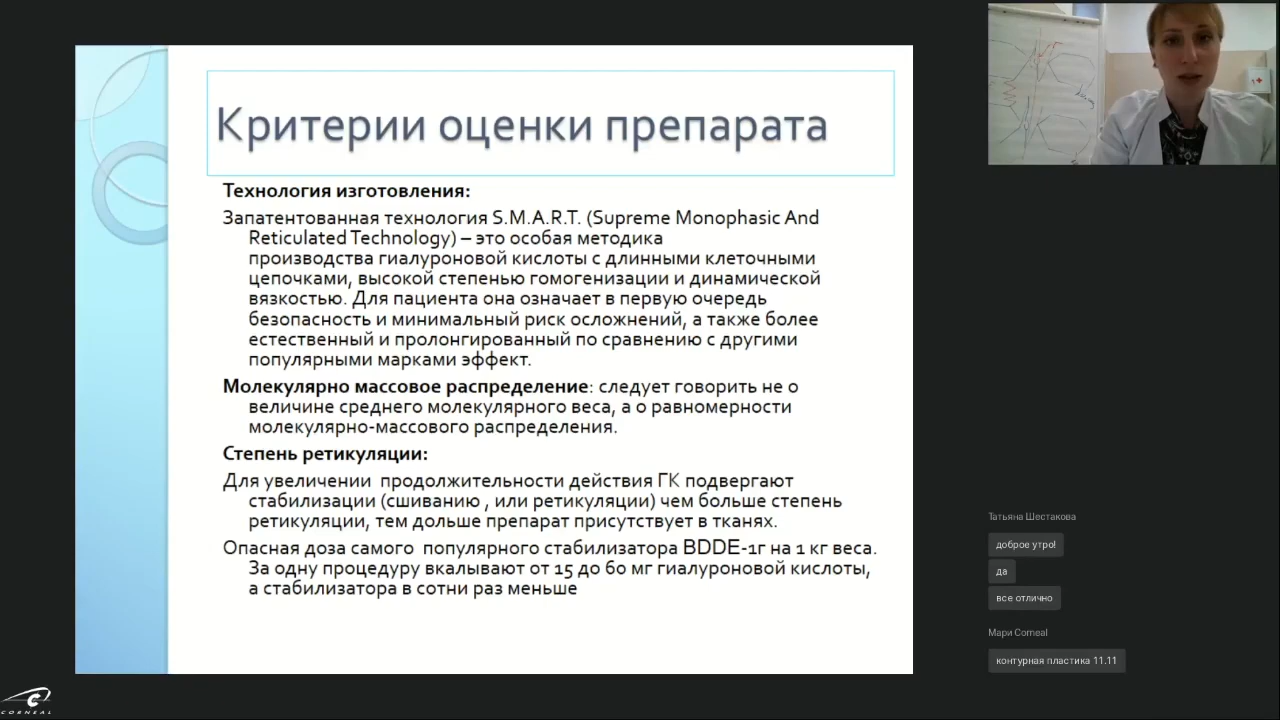 Критерии оценки препарата
Технология изготовления:
Запатентованная технология S.M.A.R.T. (Supreme Monophasic And
Reticulated Technology) – это особая методика
производства гиалуроновой кислоты с длинными клеточными
цепочками, высокой степенью гомогенизации и динамической
вязкостью. Для пациента она означает в первую очередь
безопасность и минимальный риск осложнений, а также более
естественный и пролонгированный по сравнению с другими
популярными марками эффект.
Молекулярно массовое распределение: следует говорить не о
величине среднего молекулярного веса, а о равномерности
молекулярно-массового распределения.
Степень ретикуляции:
Для увеличении продолжительности действия ГК подвергают
стабилизации (сшиванию , или ретикуляции) чем больше степень
ретикуляции, тем дольше препарат присутствует в тканях.
Опасная доза самого популярного стабилизатора BDDE-1г на 1 кг веса.
За одну процедуру вкалывают от 15 до 60 мг гиалуроновой кислоты,
а стабилизатора в сотни раз меньше
Татьяна Шестакова
доброе утро!
да
все отлично
Мари Corneal
контурная пластика 11.11
CORNEAL